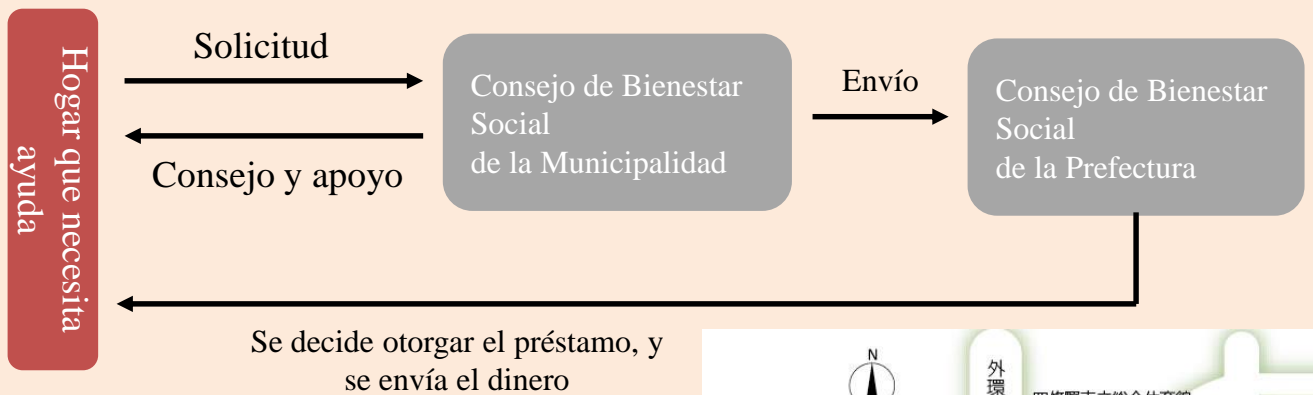 Hogar que necesita
ayuda
Solicitud
Consejo y apoyo
Consejo de Bienestar
Social
de la Municipalidad
Envío
Consejo de Bienestar
Social
de la Prefectura
Se decide otorgar el préstamo, y
se envía el dinero
N
外環